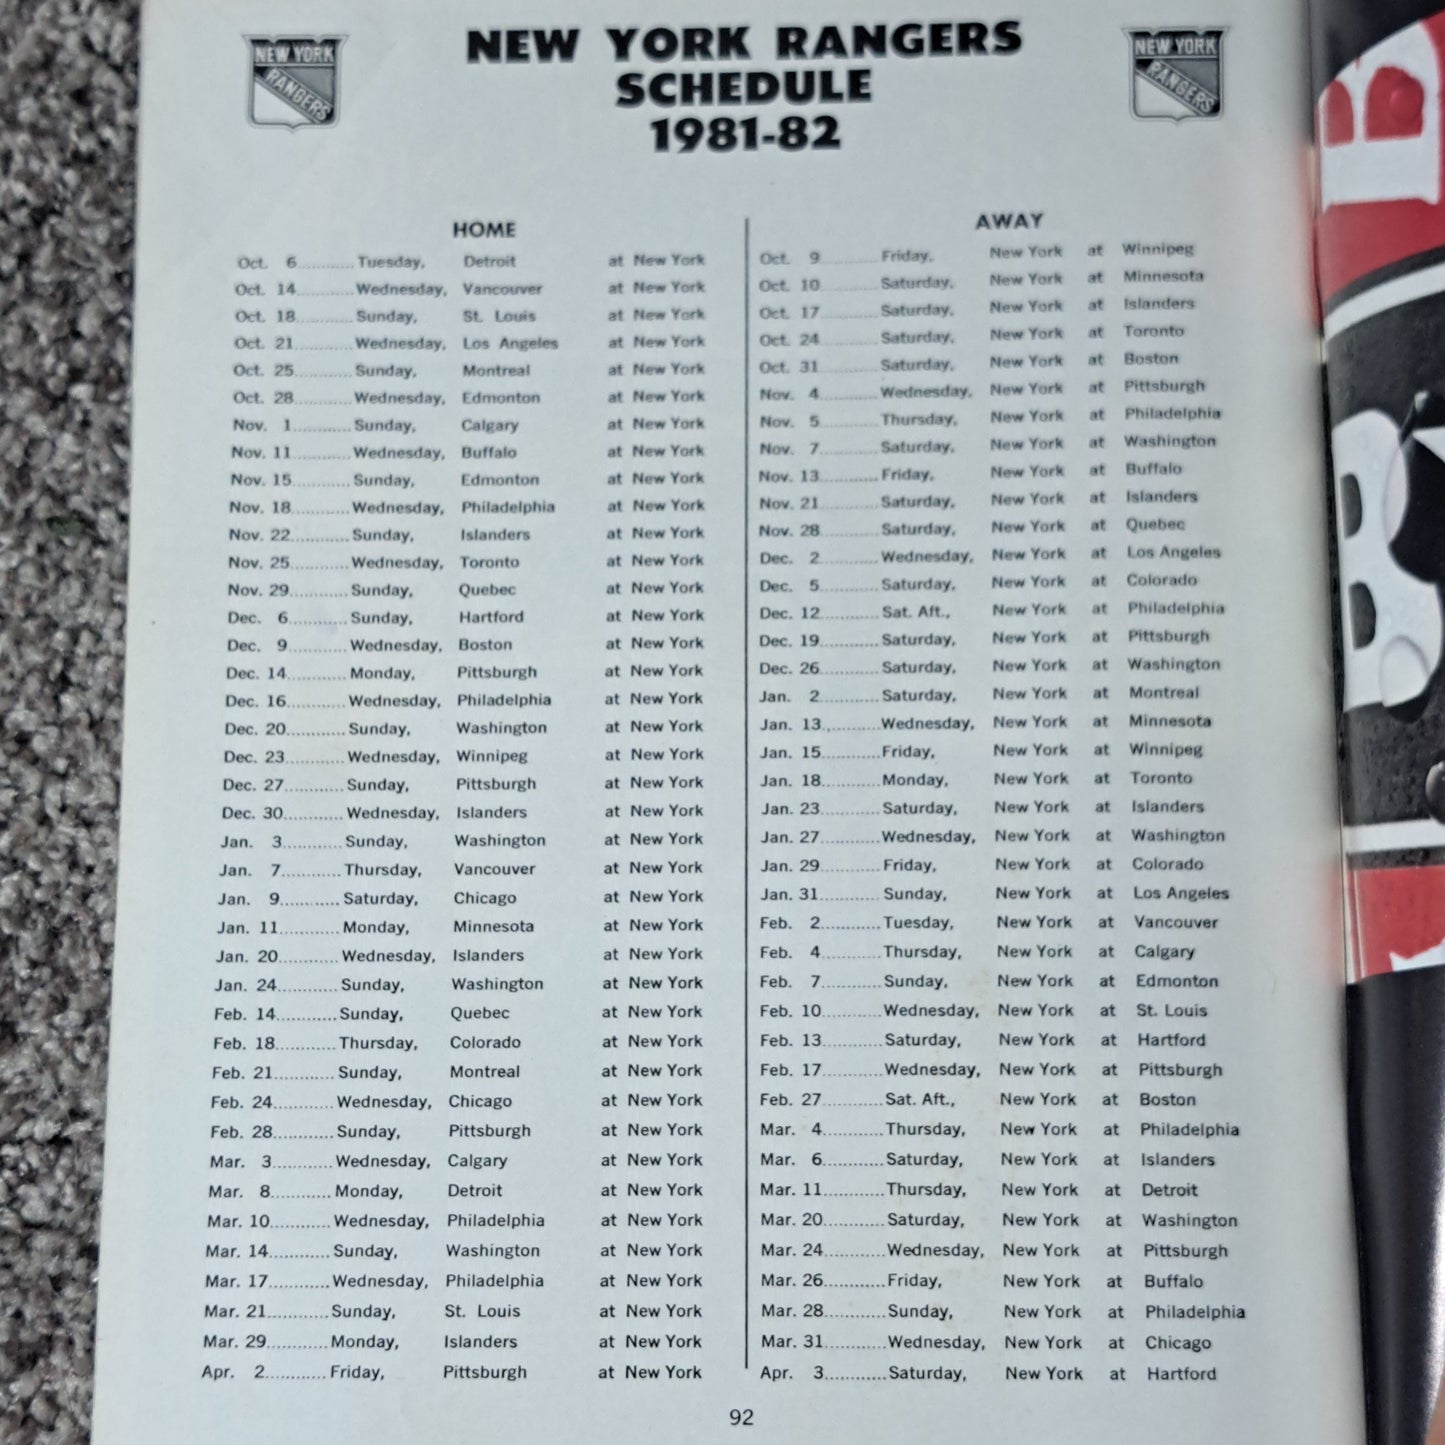 NEW YORK RANGERS
NEW YORK RANGERS
SCHEDULE
1981-82
NEW YORK RANGERS
HOME
Oct. 6............Tuesday, Detroit at New York
Oct. 14............Wednesday, Vancouver at New York
Oct. 18............Sunday, St. Louis at New York
Oct. 21............Wednesday, Los Angeles at New York
Oct. 25............Sunday, Montreal at New York
Oct. 28............Wednesday, Edmonton at New York
Nov. 1............Sunday, Calgary at New York
Nov. 11............Wednesday, Buffalo at New York
Nov. 15............Sunday, Edmonton at New York
Nov. 18............Wednesday, Philadelphia at New York
Nov. 22............Sunday, Islanders at New York
Nov. 25............Wednesday, Toronto at New York
Nov. 29............Sunday, Quebec at New York
Dec. 6............Sunday, Hartford at New York
Dec. 9............Wednesday, Boston at New York
Dec. 14............Monday, Pittsburgh at New York
Dec. 16............Wednesday, Philadelphia at New York
Dec. 20............Sunday, Washington at New York
Dec. 23............Wednesday, Winnipeg at New York
Dec. 27............Sunday, Pittsburgh at New York
Dec. 30............Wednesday, Islanders at New York
Jan. 3............Sunday, Washington at New York
Jan. 7............Thursday, Vancouver at New York
Jan. 9............Saturday, Chicago at New York
Jan. 11............Monday, Minnesota at New York
Jan. 20............Wednesday, Islanders at New York
Jan. 24............Sunday, Washington at New York
Feb. 14............Sunday, Quebec at New York
Feb. 18............Thursday, Colorado at New York
Feb. 21............Sunday, Montreal at New York
Feb. 24............Wednesday, Chicago at New York
Feb. 28............Sunday, Pittsburgh at New York
Mar. 3............Wednesday, Calgary at New York
Mar. 8............Monday, Detroit at New York
Mar. 10............Wednesday, Philadelphia at New York
Mar. 14............Sunday, Washington at New York
Mar. 17............Wednesday, Philadelphia at New York
Mar. 21............Sunday, St. Louis at New York
Mar. 29............Monday, Islanders at New York
Apr. 2............Friday, Pittsburgh at New York
AWAY
Oct. 9............Friday, New York at Winnipeg
Oct. 10............Saturday, New York at Minnesota
Oct. 17............Saturday, New York at Islanders
Oct. 24............Saturday, New York at Toronto
Oct. 31............Saturday, New York at Boston
Nov. 4............Wednesday, New York at Pittsburgh
Nov. 5............Thursday, New York at Philadelphia
Nov. 7............Saturday, New York at Washington
Nov. 13............Friday, New York at Buffalo
Nov. 21............Saturday, New York at Islanders
Nov. 28............Saturday, New York at Quebec
Dec. 2............Wednesday, New York at Los Angeles
Dec. 5............Saturday, New York at Colorado
Dec. 12............Sat. Aft., New York at Philadelphia
Dec. 19............Saturday, New York at Pittsburgh
Dec. 26............Saturday, New York at Washington
Jan. 2............Saturday, New York at Montreal
Jan. 13............Wednesday, New York at Minnesota
Jan. 15............Friday, New York at Winnipeg
Jan. 18............Monday, New York at Toronto
Jan. 23............Saturday, New York at Islanders
Jan. 27............Wednesday, New York at Washington
Jan. 29............Friday, New York at Colorado
Jan. 31............Sunday, New York at Los Angeles
Feb. 2............Tuesday, New York at Vancouver
Feb. 4............Thursday, New York at Calgary
Feb. 7............Sunday, New York at Edmonton
Feb. 10............Wednesday, New York at St. Louis
Feb. 13............Saturday, New York at Hartford
Feb. 17............Wednesday, New York at Pittsburgh
Feb. 27............Sat. Aft., New York at Boston
Mar. 4............Thursday, New York at Philadelphia
Mar. 6............Saturday, New York at Islanders
Mar. 11............Thursday, New York at Detroit
Mar. 20............Saturday, New York at Washington
Mar. 24............Wednesday, New York at Pittsburgh
Mar. 26............Friday, New York at Buffalo
Mar. 28............Sunday, New York at Philadelphia
Mar. 31............Wednesday, New York at Chicago
Apr. 3............Saturday, New York at Hartford
92
B
B